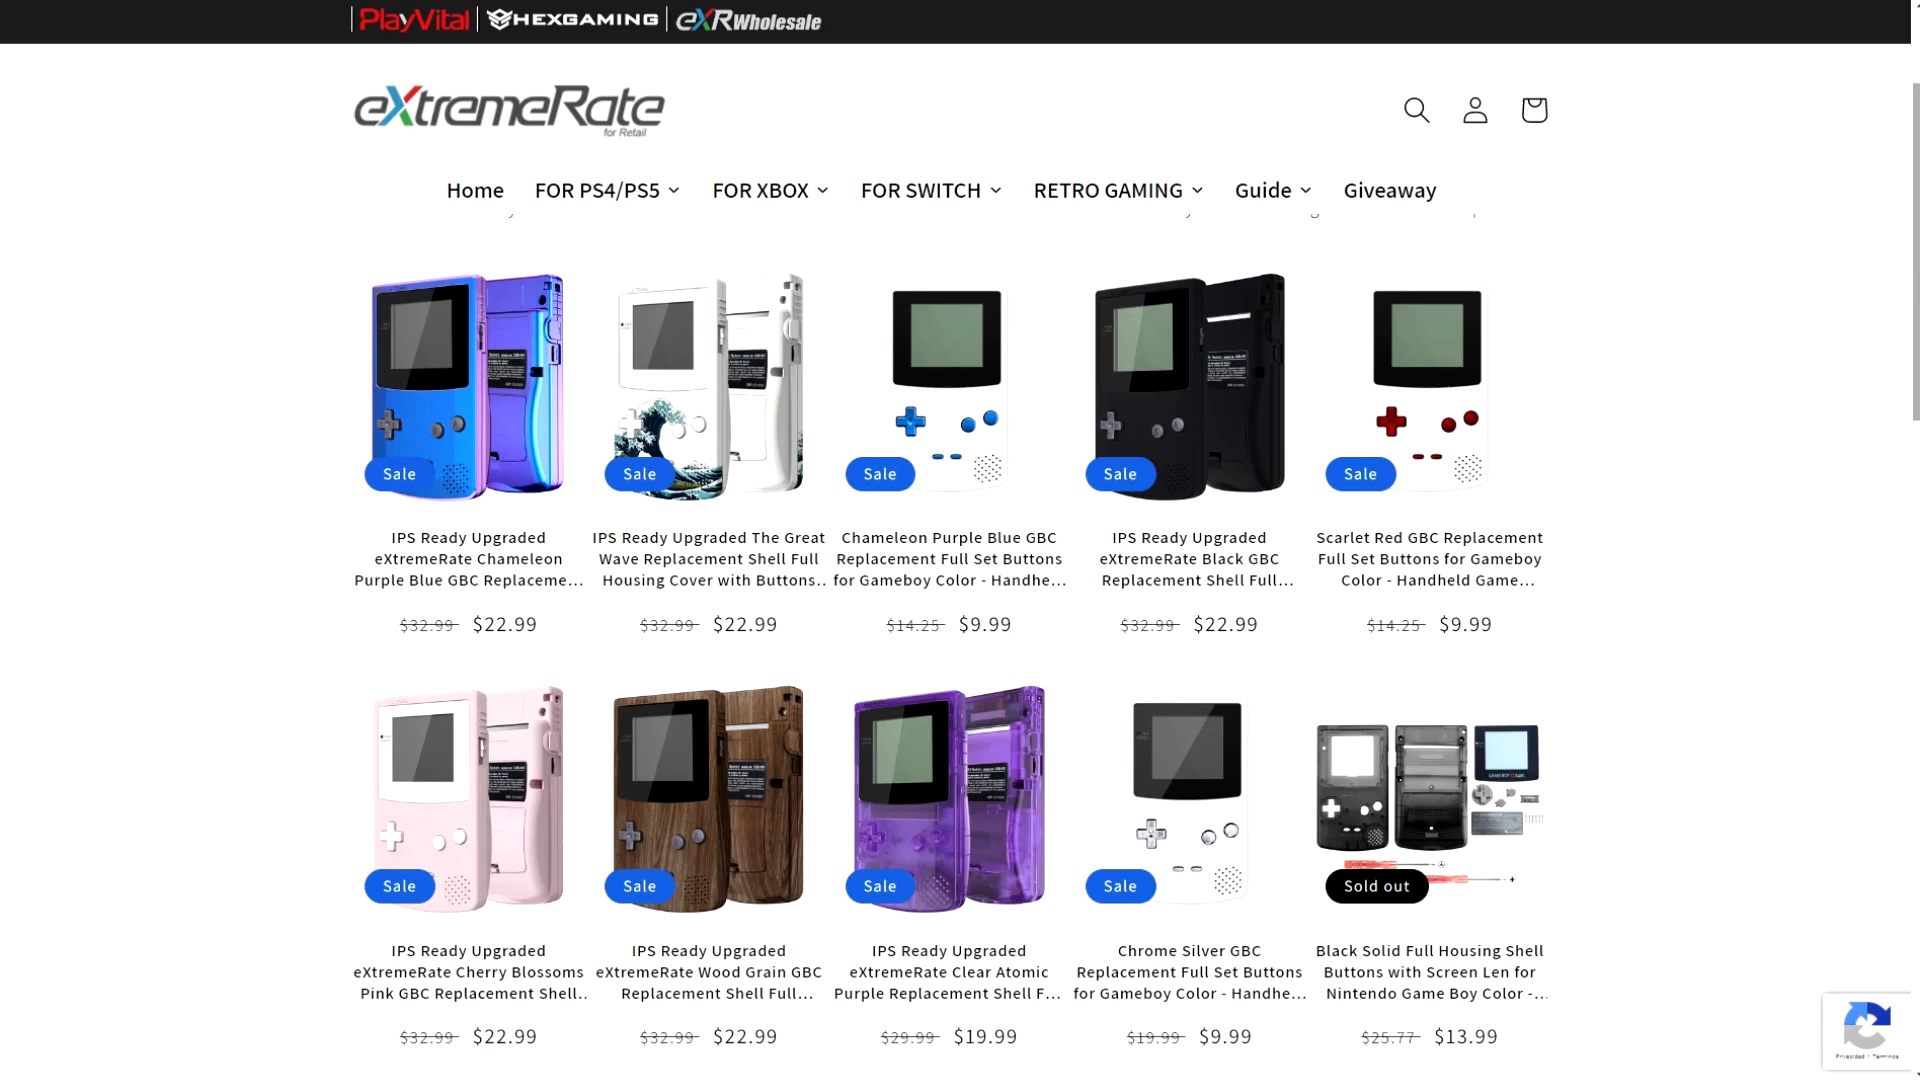 PlayVital HEXGAMING eXRWholesale
eXtremeRate
for Retail
Home FOR PS4/PS5 FOR XBOX FOR SWITCH RETRO GAMING Guide Giveaway
Sale Sale Sale Sale Sale
IPS Ready Upgraded
eXtremeRate Chameleon
Purple Blue GBC Replaceme...
$32.99 $22.99
IPS Ready Upgraded The Great
Wave Replacement Shell Full
Housing Cover with Buttons..
$32.99 $22.99
Chameleon Purple Blue GBC
Replacement Full Set Buttons
for Gameboy Color - Handhe...
$14.25 $9.99
IPS Ready Upgraded
eXtremeRate Black GBC
Replacement Shell Full...
$32.99 $22.99
Scarlet Red GBC Replacement
Full Set Buttons for Gameboy
Color - Handheld Game...
$14.25 $9.99
GAME BOY COLOR
Sale Sale Sale Sale Sold out
IPS Ready Upgraded
eXtremeRate Cherry Blossoms
Pink GBC Replacement Shell..
$32.99 $22.99
IPS Ready Upgraded
eXtremeRate Wood Grain GBC
Replacement Shell Full...
$32.99 $22.99
IPS Ready Upgraded
eXtremeRate Clear Atomic
Purple Replacement Shell F...
$29.99 $19.99
Chrome Silver GBC
Replacement Full Set Buttons
for Gameboy Color - Handhe...
$19.99 $9.99
Black Solid Full Housing Shell
Buttons with Screen Len for
Nintendo Game Boy Color -...
$25.77 $13.99
Privacidad - Términos